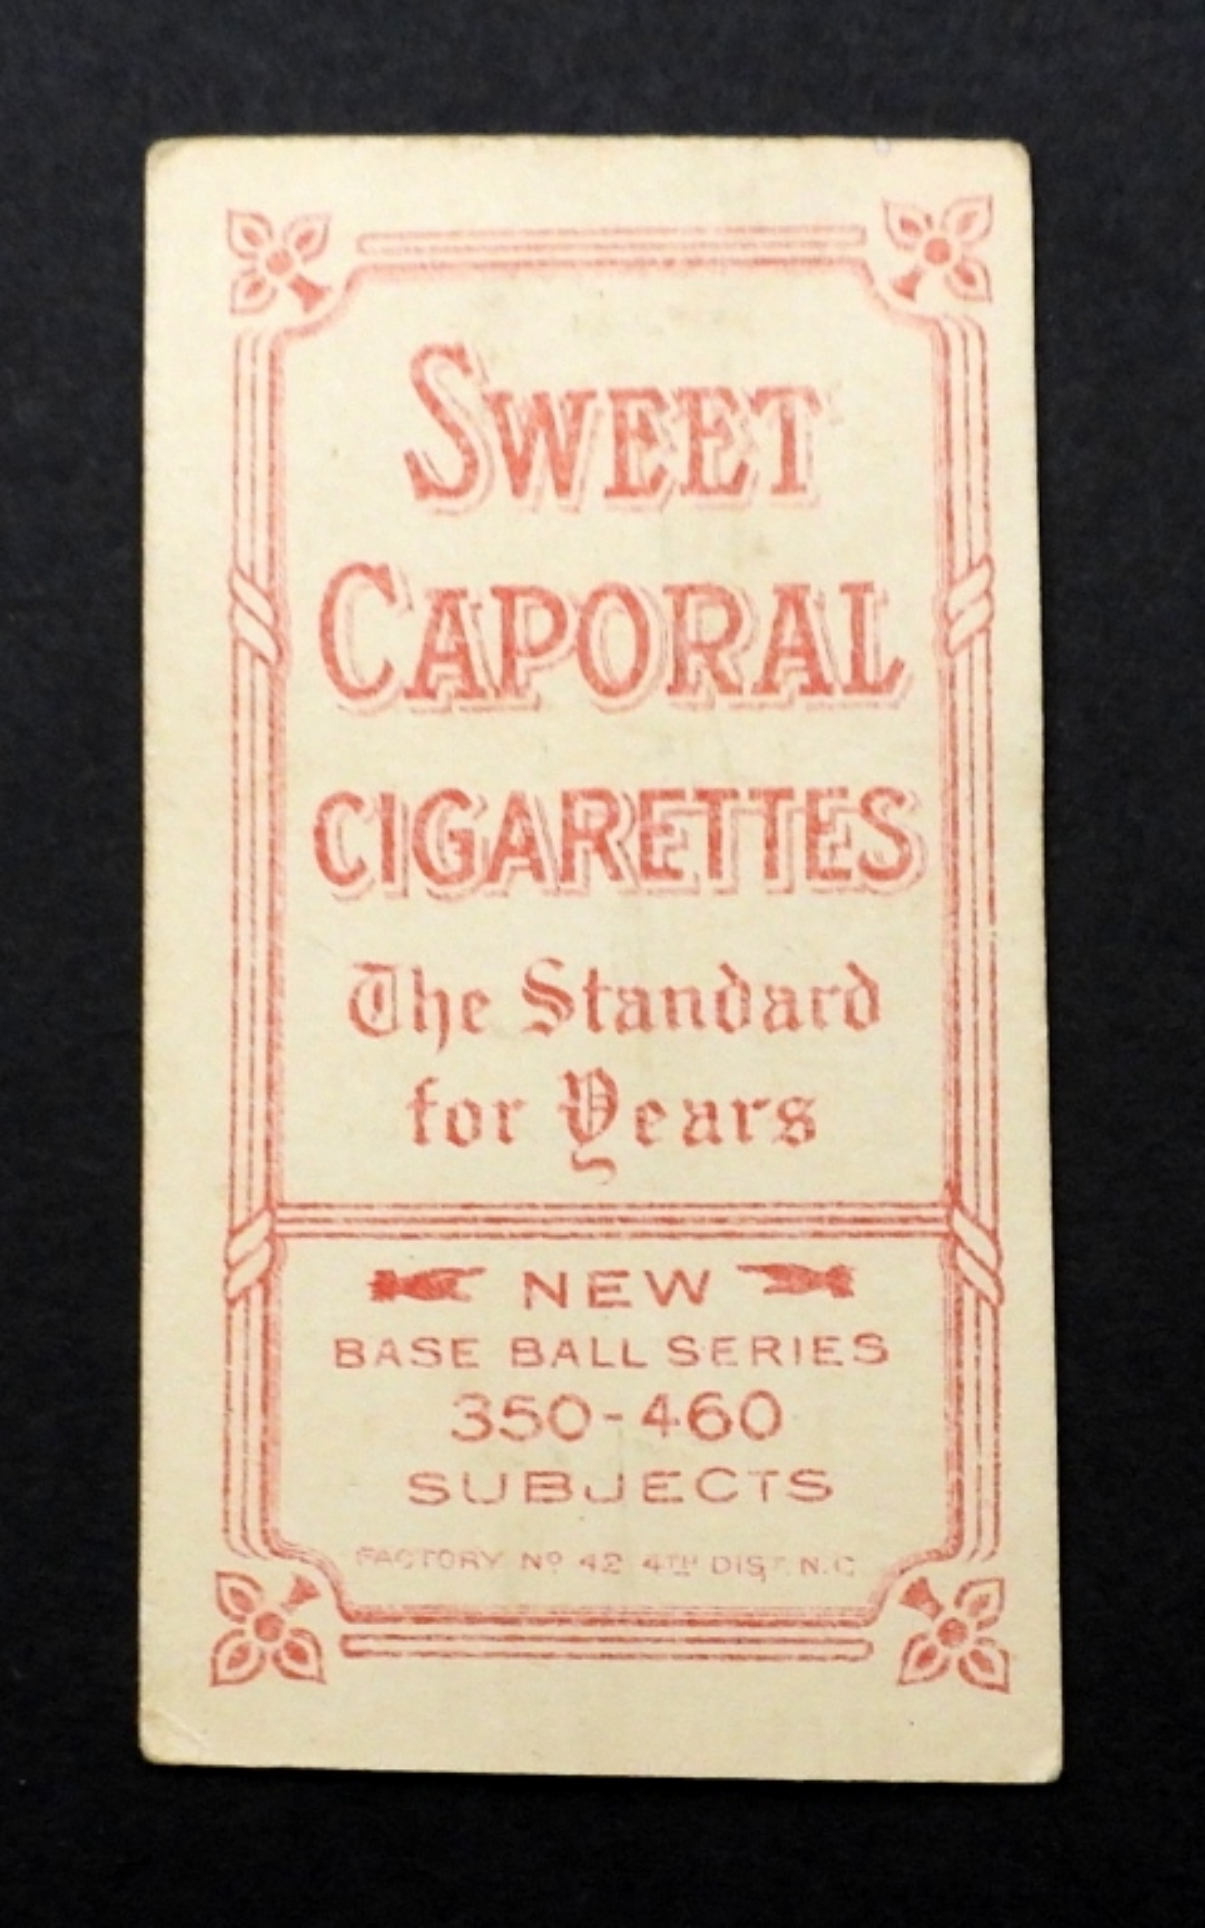 SWEET
CAPORAL
CIGARETTES
The Standard
for Years
NEW
BASE BALL SERIES
350-460
SUBJECTS
FACTORY Nº 42 4TH DIST. N.C.